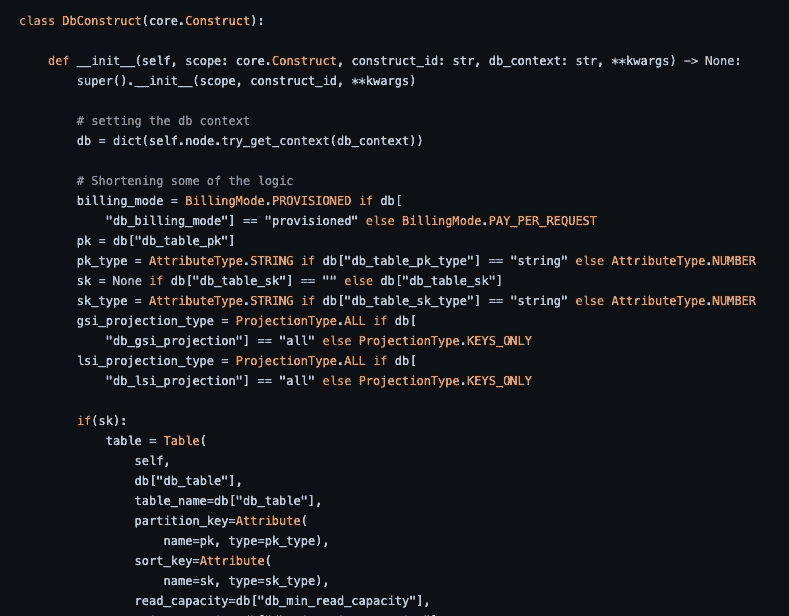 class DbConstruct(core.Construct):
def __init__(self, scope: core.Construct, construct_id: str, db_context: str, **kwargs) -> None:
super().__init__(scope, construct_id, **kwargs)
# setting the db context
db = dict(self.node.try_get_context(db_context))
# Shortening some of the logic
billing_mode = BillingMode.PROVISIONED if db[
"db_billing_mode"] == "provisioned" else BillingMode.PAY_PER_REQUEST
pk = db["db_table_pk"]
pk_type = AttributeType.STRING if db["db_table_pk_type"] == "string" else AttributeType.NUMBER
sk = None if db["db_table_sk"] == "" else db["db_table_sk"]
sk_type = AttributeType.STRING if db["db_table_sk_type"] == "string" else AttributeType.NUMBER
gsi_projection_type = ProjectionType.ALL if db[
"db_gsi_projection"] == "all" else ProjectionType.KEYS_ONLY
lsi_projection_type = ProjectionType.ALL if db[
"db_lsi_projection"] == "all" else ProjectionType.KEYS_ONLY
if(sk):
table = Table(
self,
db["db_table"],
table_name=db["db_table"],
partition_key=Attribute(
name=pk, type=pk_type),
sort_key=Attribute(
name=sk, type=sk_type),
read_capacity=db["db_min_read_capacity"],